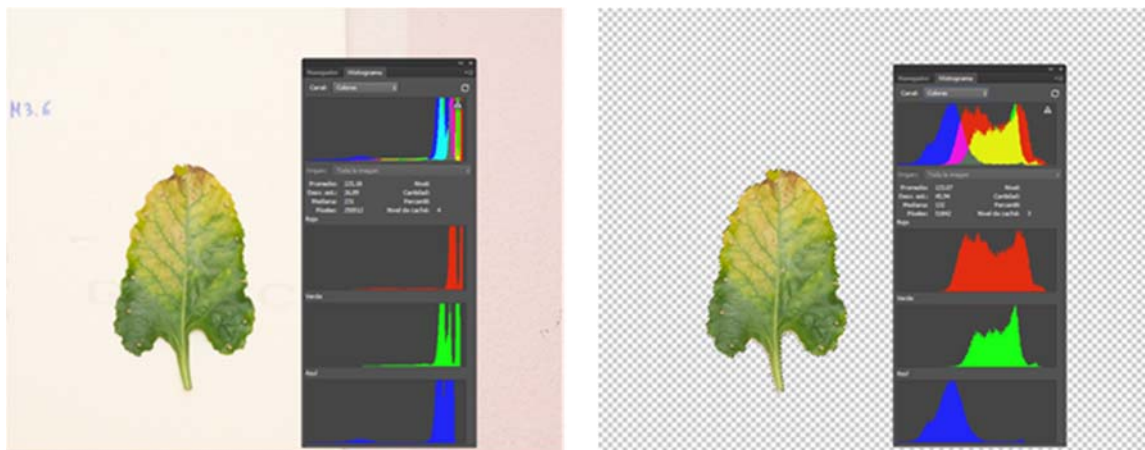 M3.6
Navegador Histograma
Canal: Colores
Origen: Toda la imagen
Promedio: Nivel:
Desv. est.: Cantidad:
Mediana: Percentil:
Píxeles: Nivel de caché: 4
Rojo
Verde
Azul
Navegador Histograma
Canal: Colores
Origen: Toda la imagen
Promedio: Nivel:
Desv. est.: Cantidad:
Mediana: Percentil:
Píxeles: Nivel de caché: 3
Rojo
Verde
Azul